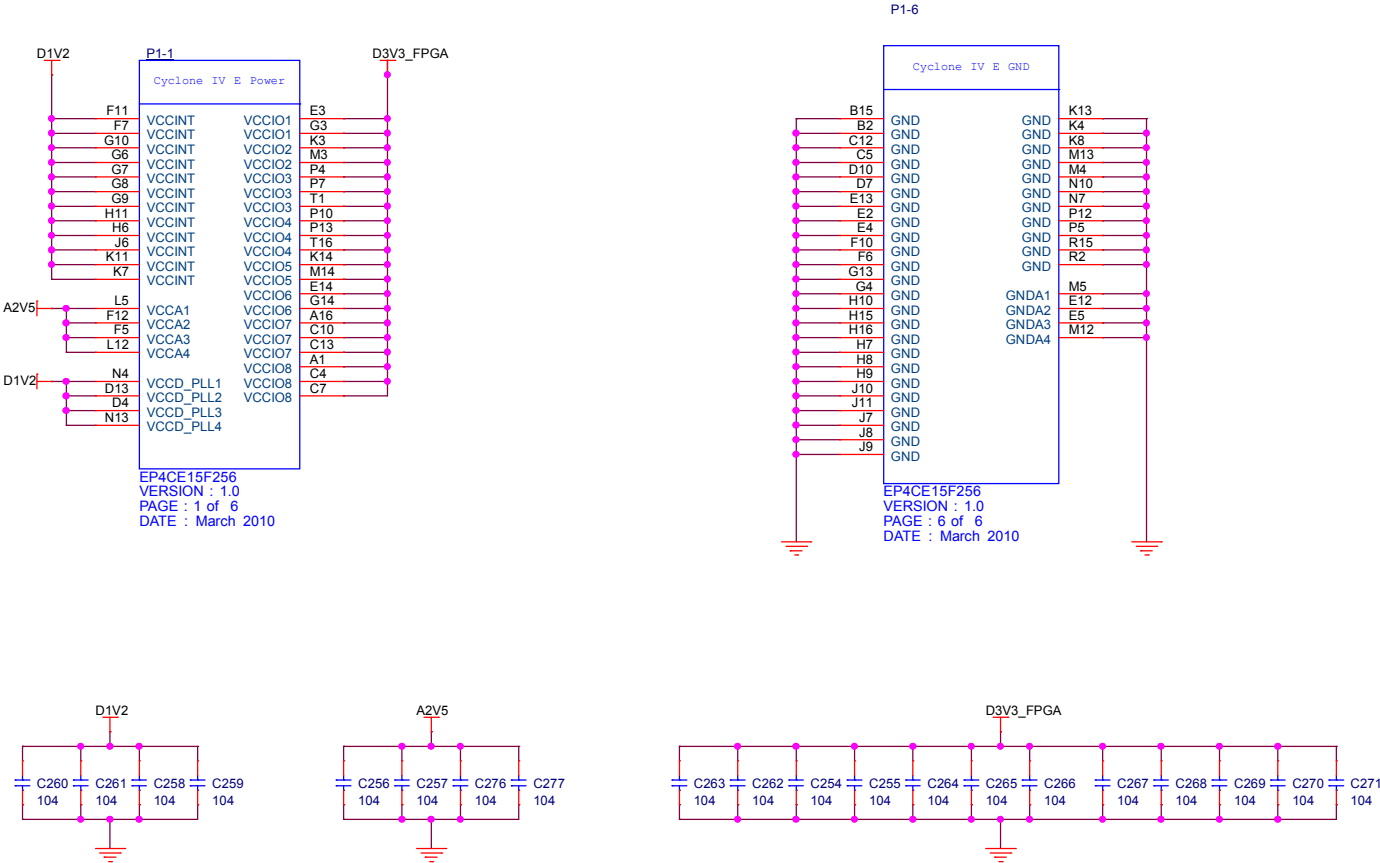 P1-6
D1V2
P1-1
D3V3_FPGA
Cyclone IV E Power
Cyclone IV E GND
F11 VCCINT VCCIO1 E3
F7 VCCINT VCCIO1 G3
G10 VCCINT VCCIO2 K3
G6 VCCINT VCCIO2 M3
G7 VCCINT VCCIO3 P4
G8 VCCINT VCCIO3 P7
G9 VCCINT VCCIO3 T1
H11 VCCINT VCCIO4 P10
H6 VCCINT VCCIO4 P13
J6 VCCINT VCCIO4 T16
K11 VCCINT VCCIO5 K14
K7 VCCINT VCCIO5 M14
VCCIO6 E14
A2V5 L5 VCCA1 VCCIO6 G14
F12 VCCA2 VCCIO7 A16
F5 VCCA3 VCCIO7 C10
L12 VCCA4 VCCIO7 C13
VCCIO8 A1
D1V2 N4 VCCD_PLL1 VCCIO8 C4
D13 VCCD_PLL2 VCCIO8 C7
D4 VCCD_PLL3
N13 VCCD_PLL4
EP4CE15F256
VERSION : 1.0
PAGE : 1 of 6
DATE : March 2010
B15 GND GND K13
B2 GND GND K4
C12 GND GND K8
C5 GND GND M13
D10 GND GND M4
D7 GND GND N10
E13 GND GND N7
E2 GND GND P12
E4 GND GND P5
F10 GND GND R15
F6 GND GND R2
G13 GND
G4 GND GNDA1 M5
H10 GND GNDA2 E12
H15 GND GNDA3 E5
H16 GND GNDA4 M12
H7 GND
H8 GND
H9 GND
J10 GND
J11 GND
J7 GND
J8 GND
J9 GND
EP4CE15F256
VERSION : 1.0
PAGE : 6 of 6
DATE : March 2010
D1V2
C260 C261 C258 C259
104 104 104 104
A2V5
C256 C257 C276 C277
104 104 104 104
D3V3_FPGA
C263 C262 C254 C255 C264 C265 C266 C267 C268 C269 C270 C271
104 104 104 104 104 104 104 104 104 104 104 104